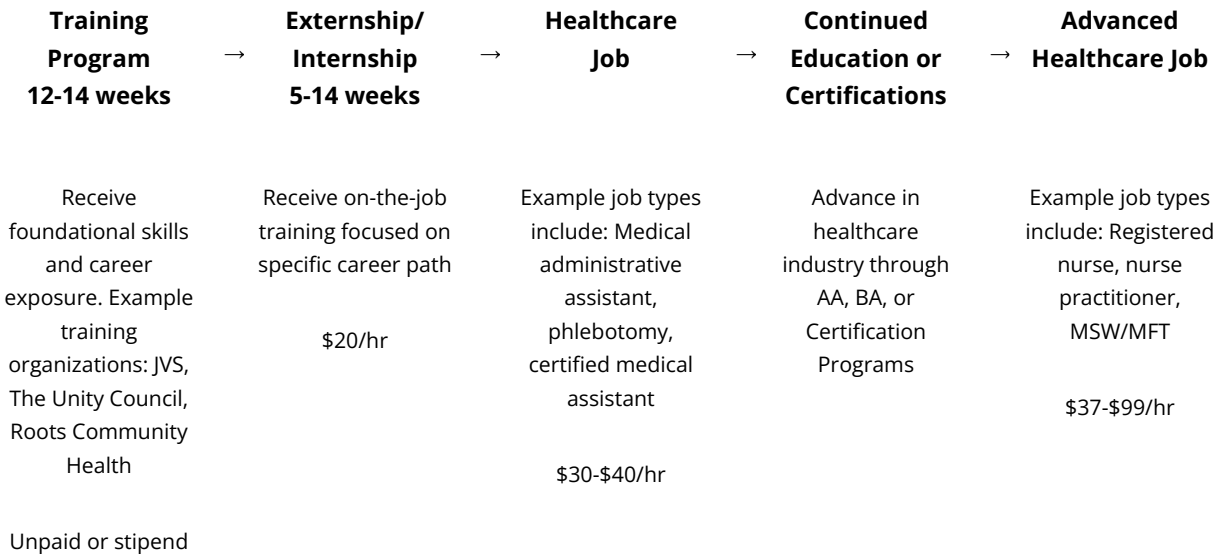 Training
Program
12-14 weeks
→
Externship/
Internship
5-14 weeks
→
Healthcare
Job
→
Continued
Education or
Certifications
→
Advanced
Healthcare Job
Receive
foundational skills
and career
exposure. Example
training
organizations: JVS,
The Unity Council,
Roots Community
Health
Unpaid or stipend
Receive on-the-job
training focused on
specific career path
$20/hr
Example job types
include: Medical
administrative
assistant,
phlebotomy,
certified medical
assistant
$30-$40/hr
Advance in
healthcare
industry through
AA, BA, or
Certification
Programs
Example job types
include: Registered
nurse, nurse
practitioner,
MSW/MFT
$37-$99/hr